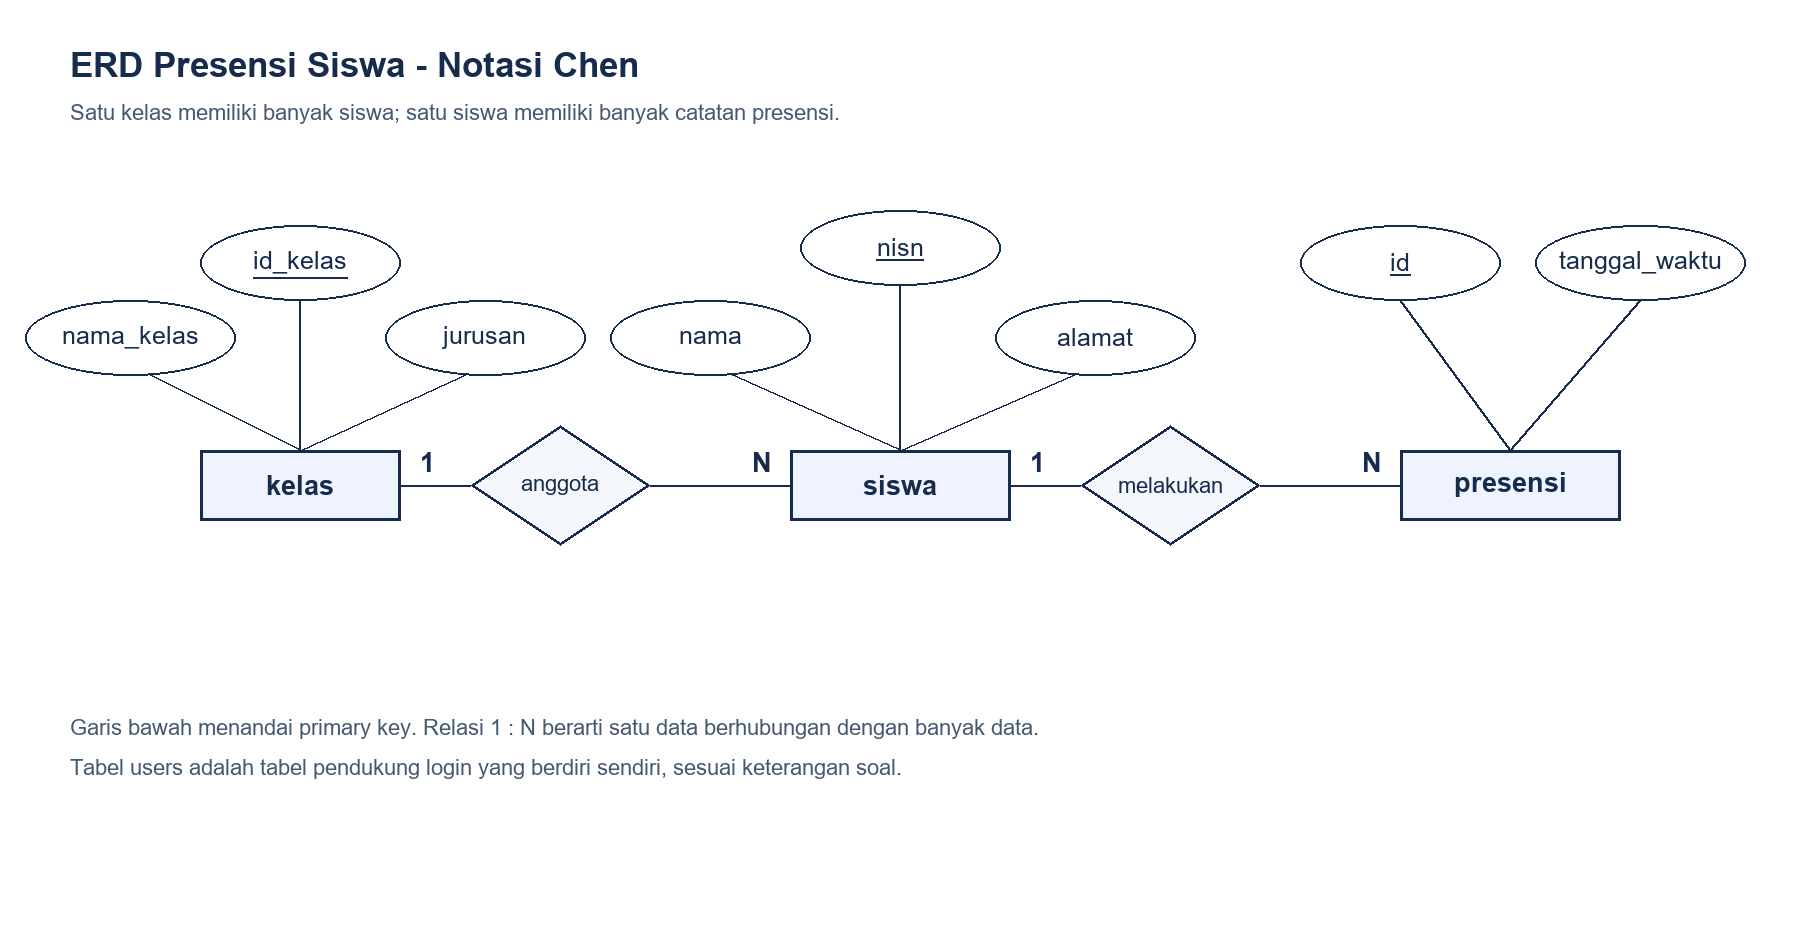 ERD Presensi Siswa - Notasi Chen
Satu kelas memiliki banyak siswa; satu siswa memiliki banyak catatan presensi.
nisn
id_kelas
id
tanggal_waktu
nama_kelas
jurusan
nama
alamat
1
N
1
N
kelas
anggota
siswa
melakukan
presensi
Garis bawah menandai primary key. Relasi 1 : N berarti satu data berhubungan dengan banyak data.
Tabel users adalah tabel pendukung login yang berdiri sendiri, sesuai keterangan soal.